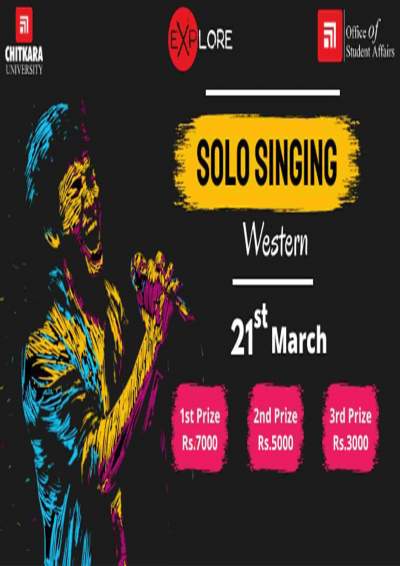 CHITKARA
UNIVERSITY
EXPLORE
Office of
Student Affairs
SOLO SINGING
Western
21st March
1st Prize
Rs.7000
2nd Prize
Rs.5000
3rd Prize
Rs.3000